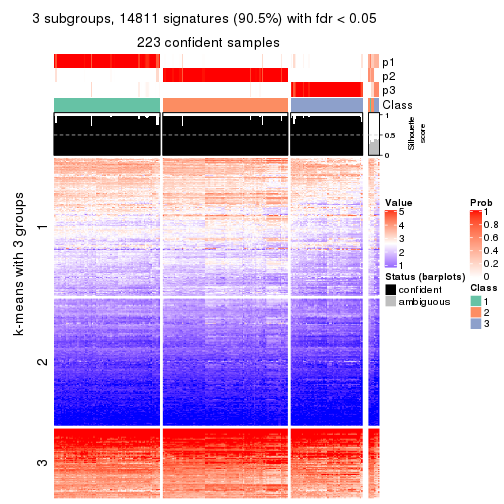 3 subgroups, 14811 signatures (90.5%) with fdr < 0.05
223 confident samples
p1
p2
p3
Class
1
0.5
0
Silhouette
score
k-means with 3 groups
1
2
3
Value
5
4
3
2
1
Status (barplots)
confident
ambiguous
Prob
1
0.8
0.6
0.4
0.2
0
Class
1
2
3